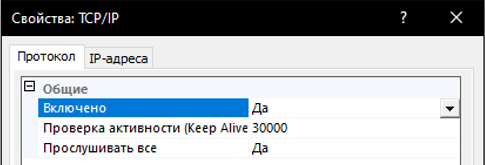 Свойства: TCP/IP
Протокол IP-адреса
Общие
Включено Да
Проверка активности (Keep Alive 30000
Прослушивать все Да